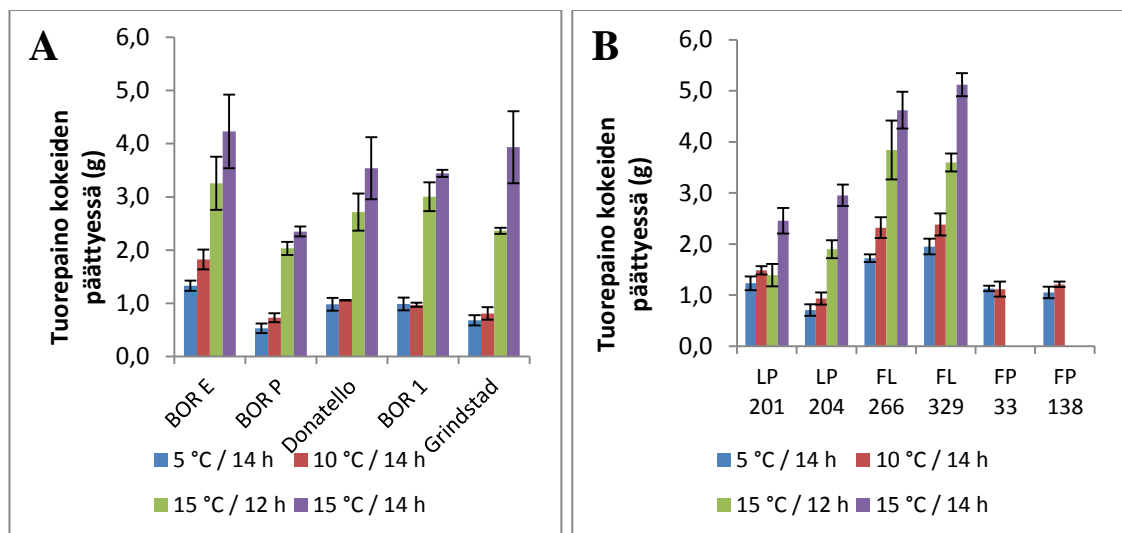 A
Tuorepaino kokeiden
päättyessä (g)
6,0
5,0
4,0
3,0
2,0
1,0
0,0
BOR E
BOR P
Donatello
BOR 1
Grindstad
5 °C / 14 h
10 °C / 14 h
15 °C / 12 h
15 °C / 14 h
B
Tuorepaino kokeiden
päättyessä (g)
6,0
5,0
4,0
3,0
2,0
1,0
0,0
LP
201
LP
204
FL
266
FL
329
FP
33
FP
138
5 °C / 14 h
10 °C / 14 h
15 °C / 12 h
15 °C / 14 h